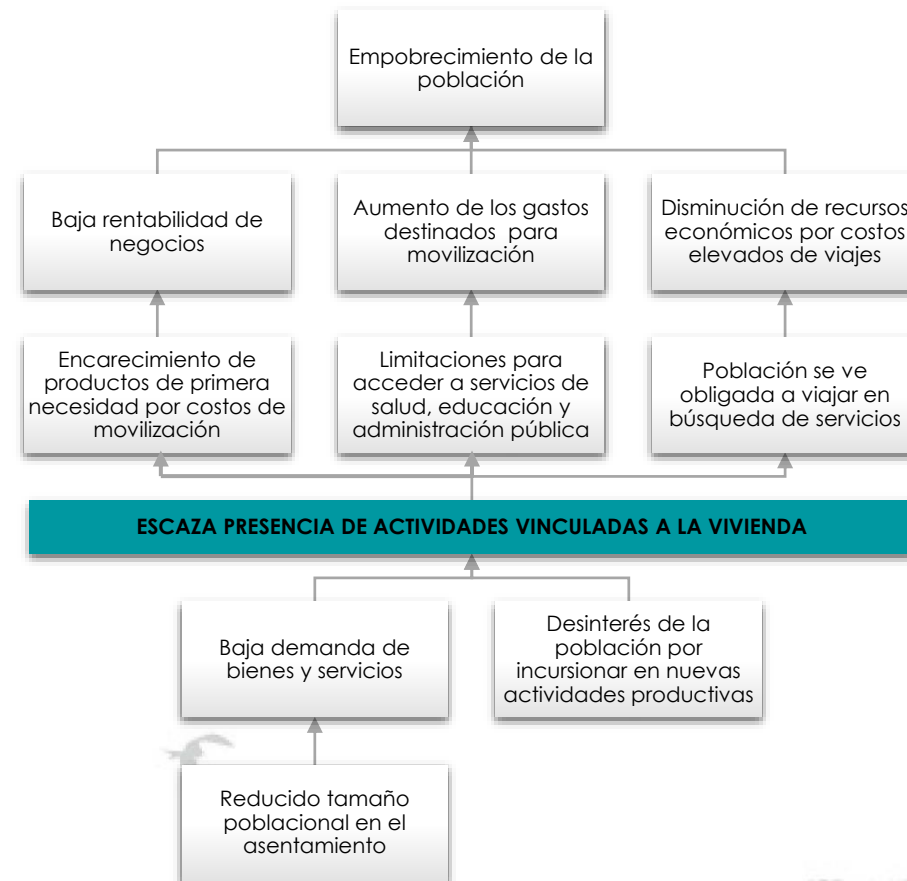 Empobrecimiento de la
población
Baja rentabilidad de
negocios
Aumento de los gastos
destinados para
movilización
Disminución de recursos
económicos por costos
elevados de viajes
Encarecimiento de
productos de primera
necesidad por costos de
movilización
Limitaciones para
acceder a servicios de
salud, educación y
administración pública
Población se ve
obligada a viajar en
búsqueda de servicios
ESCAZA PRESENCIA DE ACTIVIDADES VINCULADAS A LA VIVIENDA
Baja demanda de
bienes y servicios
Desinterés de la
población por
incursionar en nuevas
actividades productivas
Reducido tamaño
poblacional en el
asentamiento